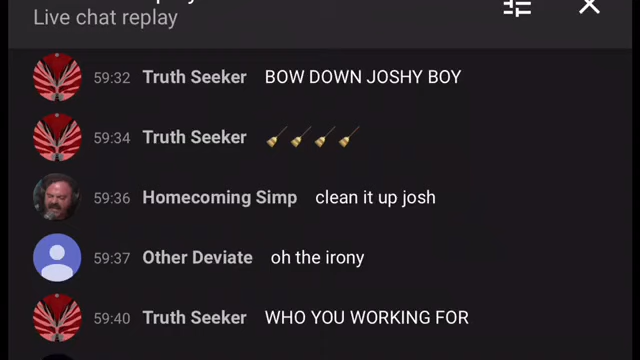 Live chat replay
59:32 Truth Seeker BOW DOWN JOSHY BOY
59:34 Truth Seeker 🧹🧹🧹🧹
59:36 Homecoming Simp clean it up josh
59:37 Other Deviate oh the irony
59:40 Truth Seeker WHO YOU WORKING FOR